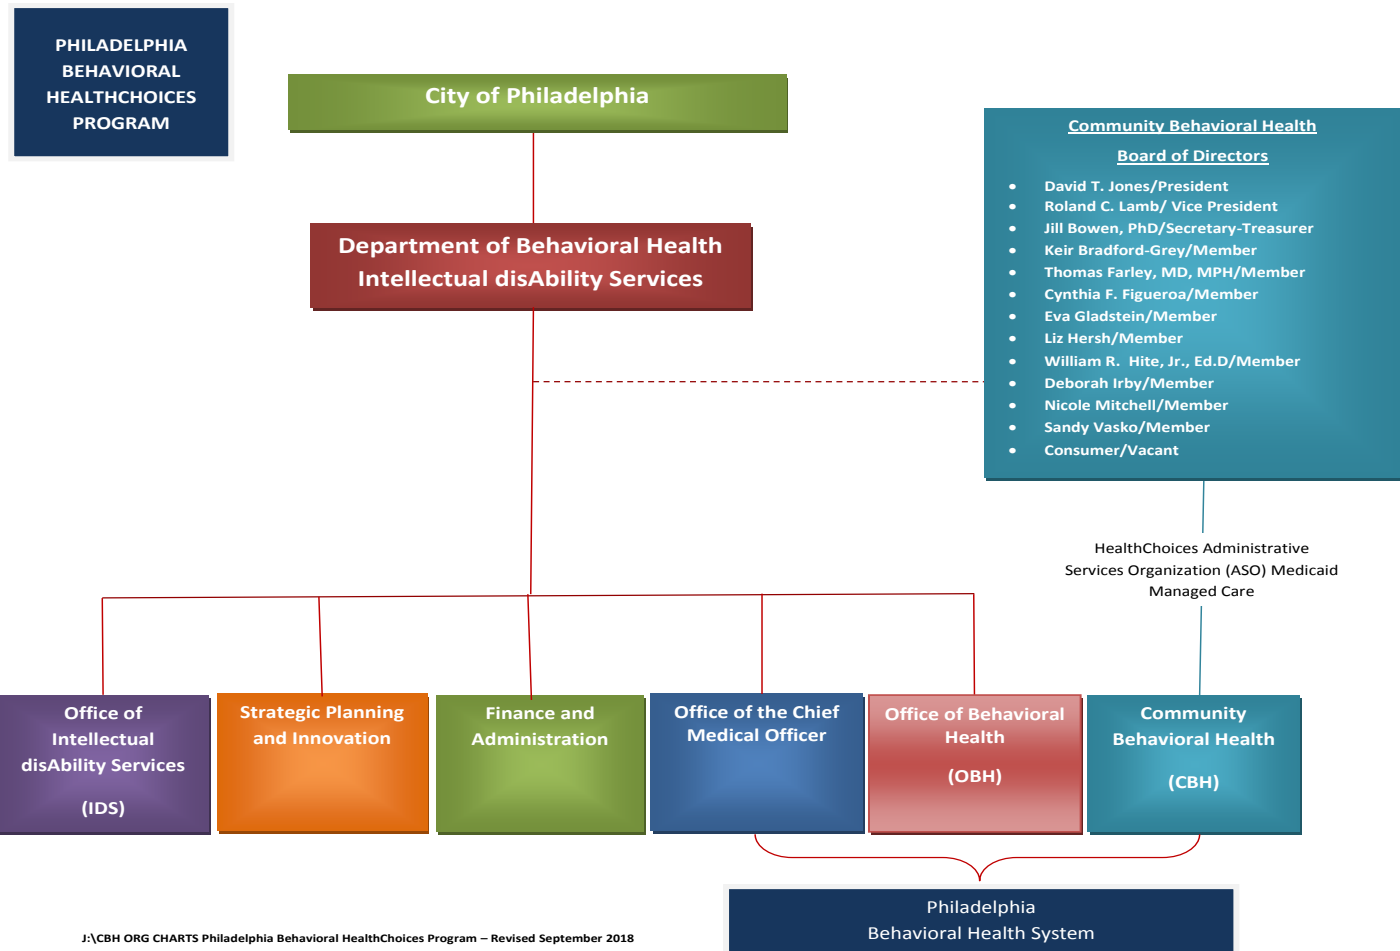 PHILADELPHIA
BEHAVIORAL
HEALTHCHOICES
PROGRAM
City of Philadelphia
Department of Behavioral Health
Intellectual disAbility Services
Community Behavioral Health
Board of Directors
• David T. Jones/President
• Roland C. Lamb/ Vice President
• Jill Bowen, PhD/Secretary-Treasurer
• Keir Bradford-Grey/Member
• Thomas Farley, MD, MPH/Member
• Cynthia F. Figueroa/Member
• Eva Gladstein/Member
• Liz Hersh/Member
• William R. Hite, Jr., Ed.D/Member
• Deborah Irby/Member
• Nicole Mitchell/Member
• Sandy Vasko/Member
• Consumer/Vacant
HealthChoices Administrative
Services Organization (ASO) Medicaid
Managed Care
Office of
Intellectual
disAbility Services
(IDS)
Strategic Planning
and Innovation
Finance and
Administration
Office of the Chief
Medical Officer
Office of Behavioral
Health
(OBH)
Community
Behavioral Health
(CBH)
Philadelphia
Behavioral Health System
J:\CBH ORG CHARTS Philadelphia Behavioral HealthChoices Program – Revised September 2018